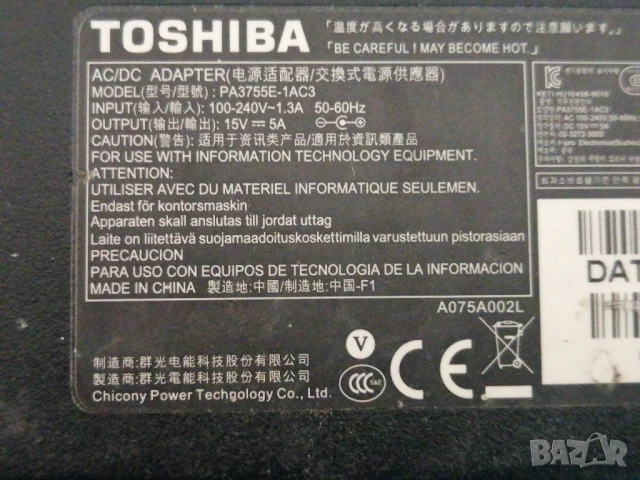 TOSHIBA
「温度が高くなる場合がありますのでご注意く
「BE CAREFUL ! MAY BECOME HOT.」
AC/DC ADAPTER(电源适配器/交換式電源供應器)
MODEL(型号/型號) : PA3755E-1AC3
INPUT(输入/輸入): 100-240V~1.3A 50-60Hz
OUTPUT(输出/輸出): 15V ⎓ 5A
CAUTION(警告): 适用于资讯类产品/適用於資訊類產品
FOR USE WITH INFORMATION TECHNOLOGY EQUIPMENT.
ATTENTION:
UTILISER AVEC DU MATERIEL INFORMATIQUE SEULEMEN.
Endast för kontorsmaskin
Apparaten skall anslutas till jordat uttag
Laite on liitettävä suojamaadoituskoskettimilla varustettuun pistorasiaan
PRECAUCION
PARA USO CON EQUIPOS DE TECNOLOGIA DE LA INFORMACION
MADE IN CHINA 製造地:中國/制造地:中国-F1
A075A002L
制造商:群光电能科技股份有限公司
製造商:群光電能科技股份有限公司
Chicony Power Technology Co., Ltd.
V
CCC
S&E
CE
PA3755E-1AC3
DAT
BAZAR